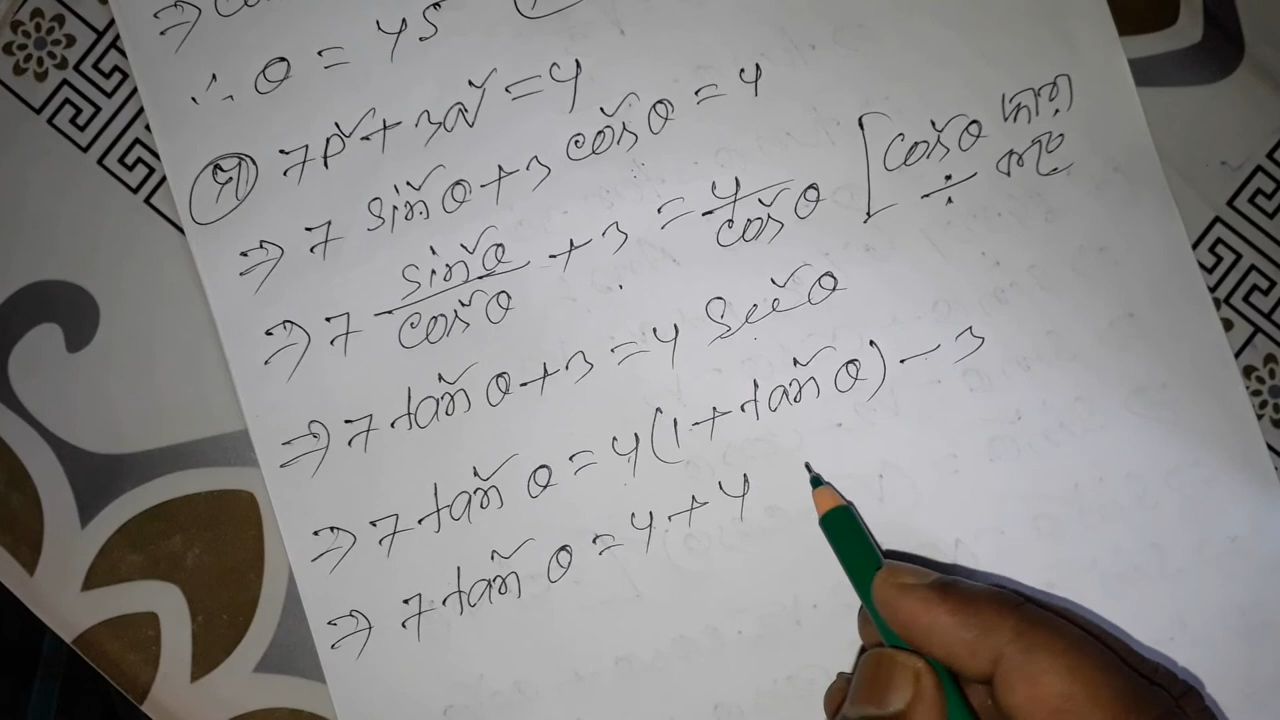 ∴ θ = 45
(গ) 7p² + 3q² = 4
⇒ 7 sin²θ + 3 cos²θ = 4
⇒ 7 sin²θ/cos²θ + 3 = 4/cos²θ [cos²θ দ্বারা ÷ করে
⇒ 7 tan²θ + 3 = 4 sec²θ
⇒ 7 tan²θ = 4(1 + tan²θ) - 3
⇒ 7 tan²θ = 4 + 4